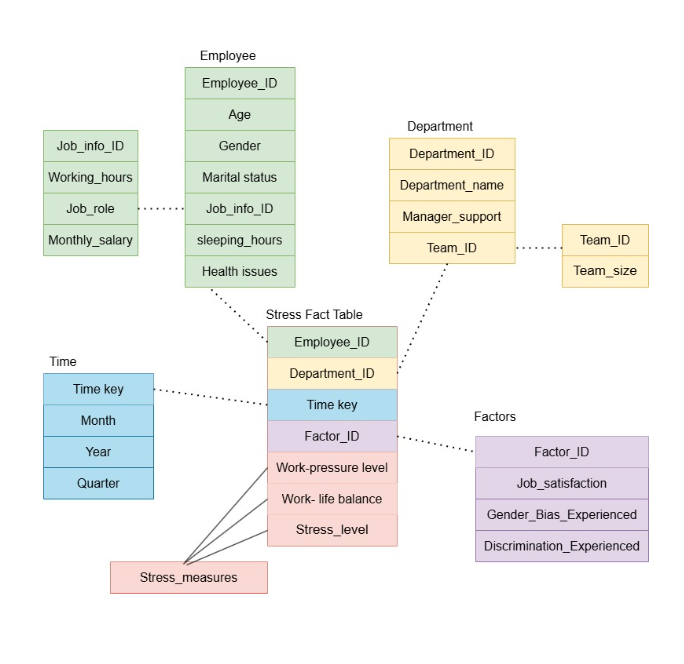 Employee
Employee_ID
Age
Gender
Marital status
Job_info_ID
sleeping_hours
Health issues
Job_info_ID
Working_hours
Job_role
Monthly_salary
Department
Department_ID
Department_name
Manager_support
Team_ID
Team_ID
Team_size
Stress Fact Table
Employee_ID
Department_ID
Time key
Factor_ID
Work-pressure level
Work- life balance
Stress_level
Time
Time key
Month
Year
Quarter
Factors
Factor_ID
Job_satisfaction
Gender_Bias_Experienced
Discrimination_Experienced
Stress_measures